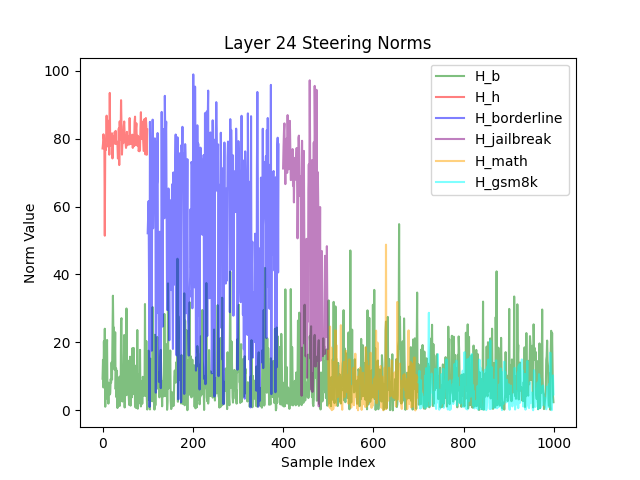 Layer 24 Steering Norms
100
80
60
40
20
0
Norm Value
H_b
H_h
H_borderline
H_jailbreak
H_math
H_gsm8k
0 200 400 600 800 1000
Sample Index